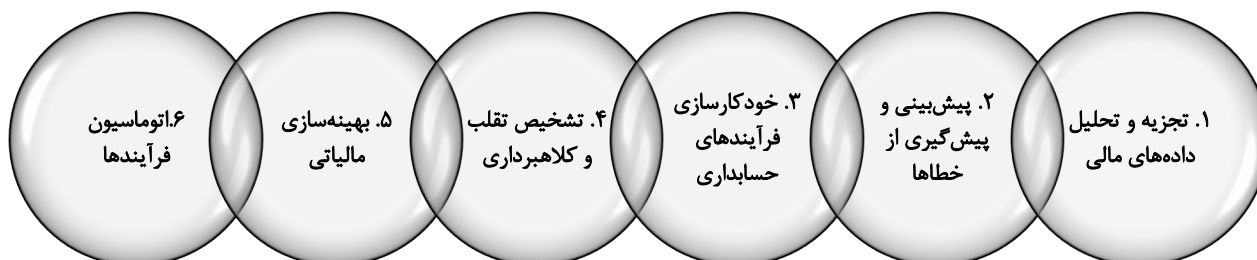 ۱. تجزیه و تحلیل
داده‌های مالی
۲. پیش‌بینی و
پیش‌گیری از
خطاها
۳. خودکارسازی
فرآیندهای
حسابداری
۴. تشخیص تقلب
و کلاهبرداری
۵. بهینه‌سازی
مالیاتی
۶.اتوماسیون
فرآیندها